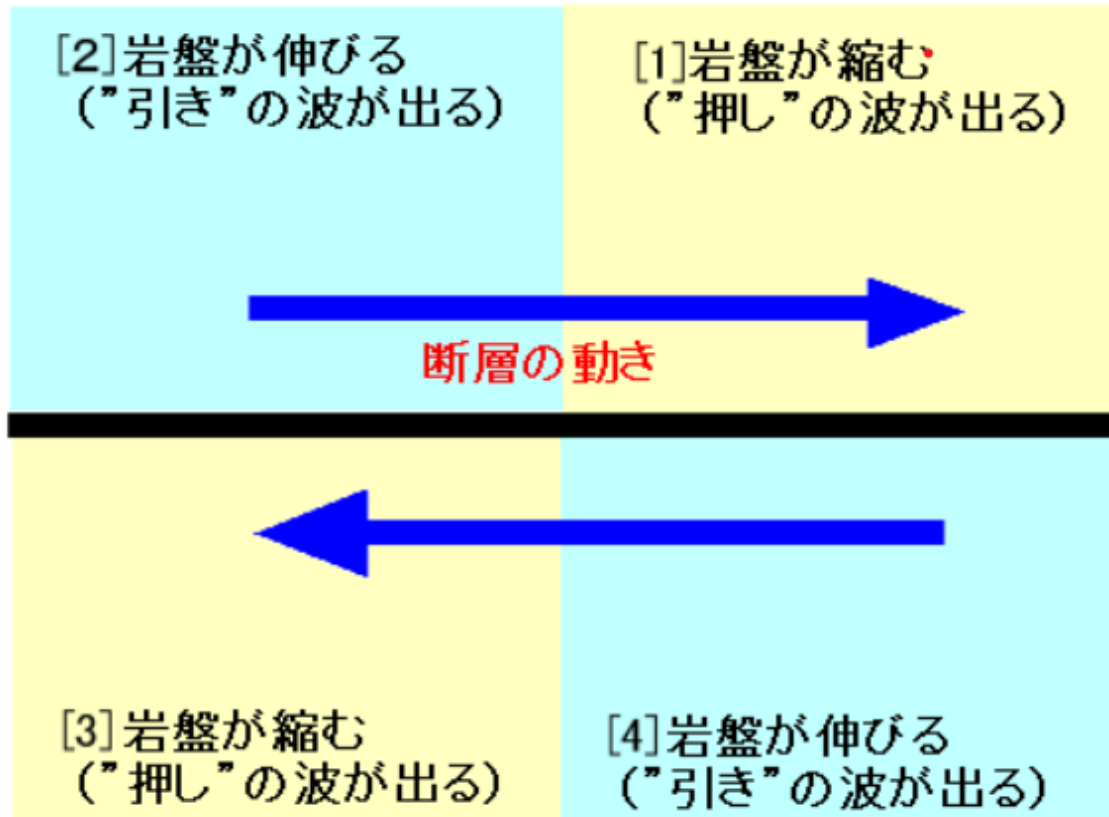 [2]岩盤が伸びる
（”引き”の波が出る）
[1]岩盤が縮む
（”押し”の波が出る）
断層の動き
[3]岩盤が縮む
（”押し”の波が出る）
[4]岩盤が伸びる
（”引き”の波が出る）